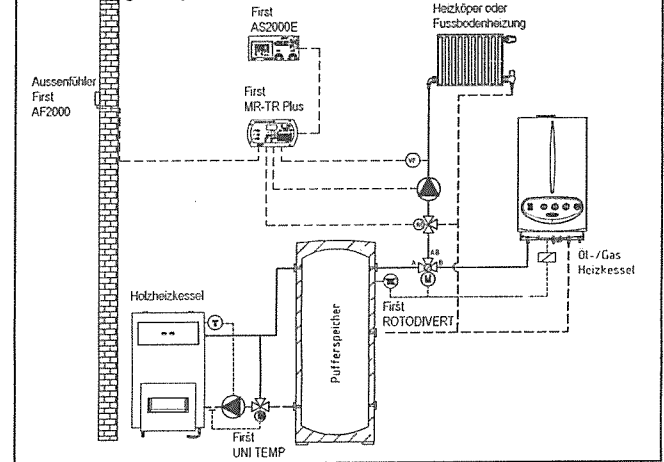 First
AS2000E
Heizköper oder
Fussbodenheizung
Aussenfühler
First
AF2000
First
MR-TR Plus
VF
AB
A
B
M
Öl-/Gas
Heizkessel
First
ROTODIVERT
Holzheizkessel
T
Pufferspeicher
First
UNI TEMP